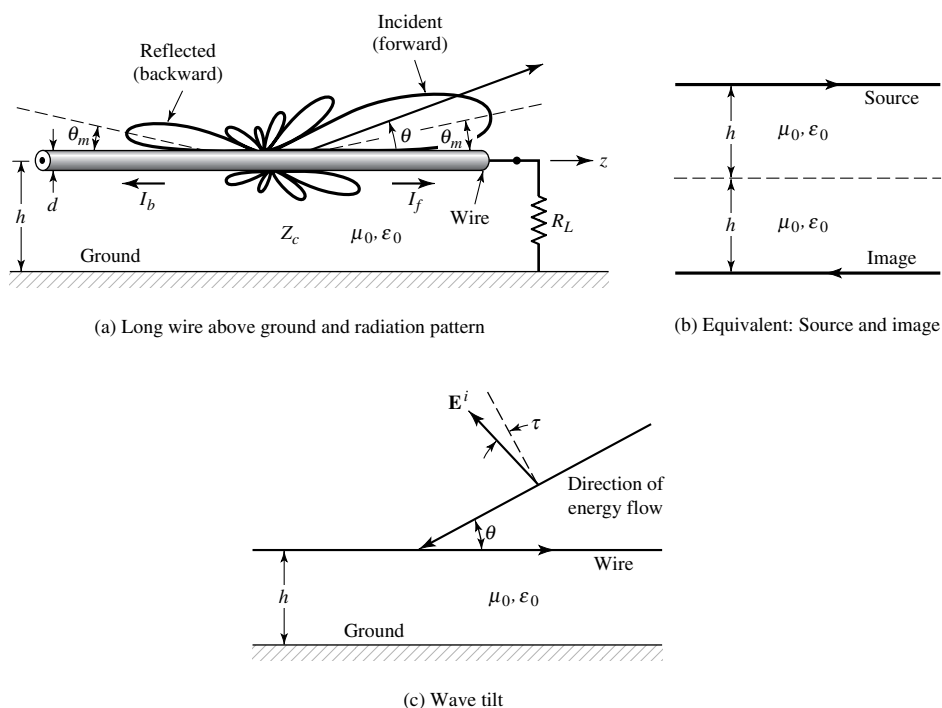 Incident
(forward)
Reflected
(backward)
θm
θ
θm
z
d
Ib
If
h
Wire
RL
Zc
μ0, ε0
Ground
(a) Long wire above ground and radiation pattern
Source
h
μ0, ε0
h
μ0, ε0
Image
(b) Equivalent: Source and image
E^i
τ
Direction of
energy flow
θ
Wire
h
μ0, ε0
Ground
(c) Wave tilt